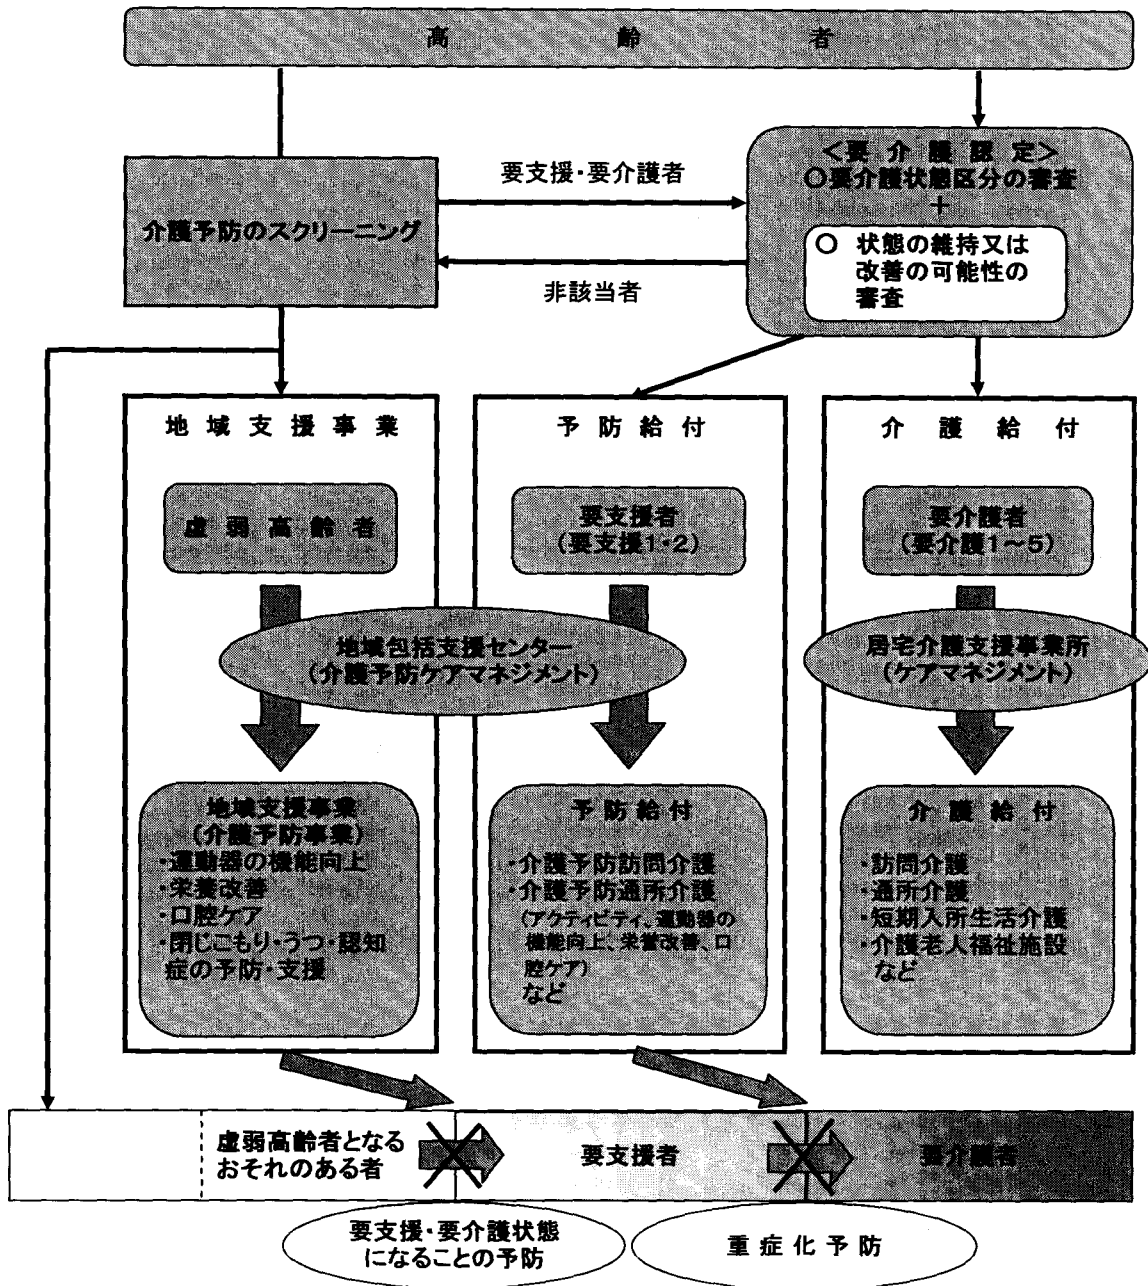 高齢者
<要介護認定>
○要介護状態区分の審査
+
○ 状態の維持又は
改善の可能性の
審査
要支援・要介護者
介護予防のスクリーニング
非該当者
地域支援事業
予防給付
介護給付
虚弱高齢者
要支援者
(要支援1・2)
要介護者
(要介護1～5)
地域包括支援センター
(介護予防ケアマネジメント)
居宅介護支援事業所
(ケアマネジメント)
地域支援事業
(介護予防事業)
・運動器の機能向上
・栄養改善
・口腔ケア
・閉じこもり・うつ・認知
症の予防・支援
予防給付
・介護予防訪問介護
・介護予防通所介護
(アクティビティ、運動器の
機能向上、栄養改善、口
腔ケア)
など
介護給付
・訪問介護
・通所介護
・短期入所生活介護
・介護老人福祉施設
など
虚弱高齢者となる
おそれのある者
要支援者
要介護者
要支援・要介護状態
になることの予防
重症化予防